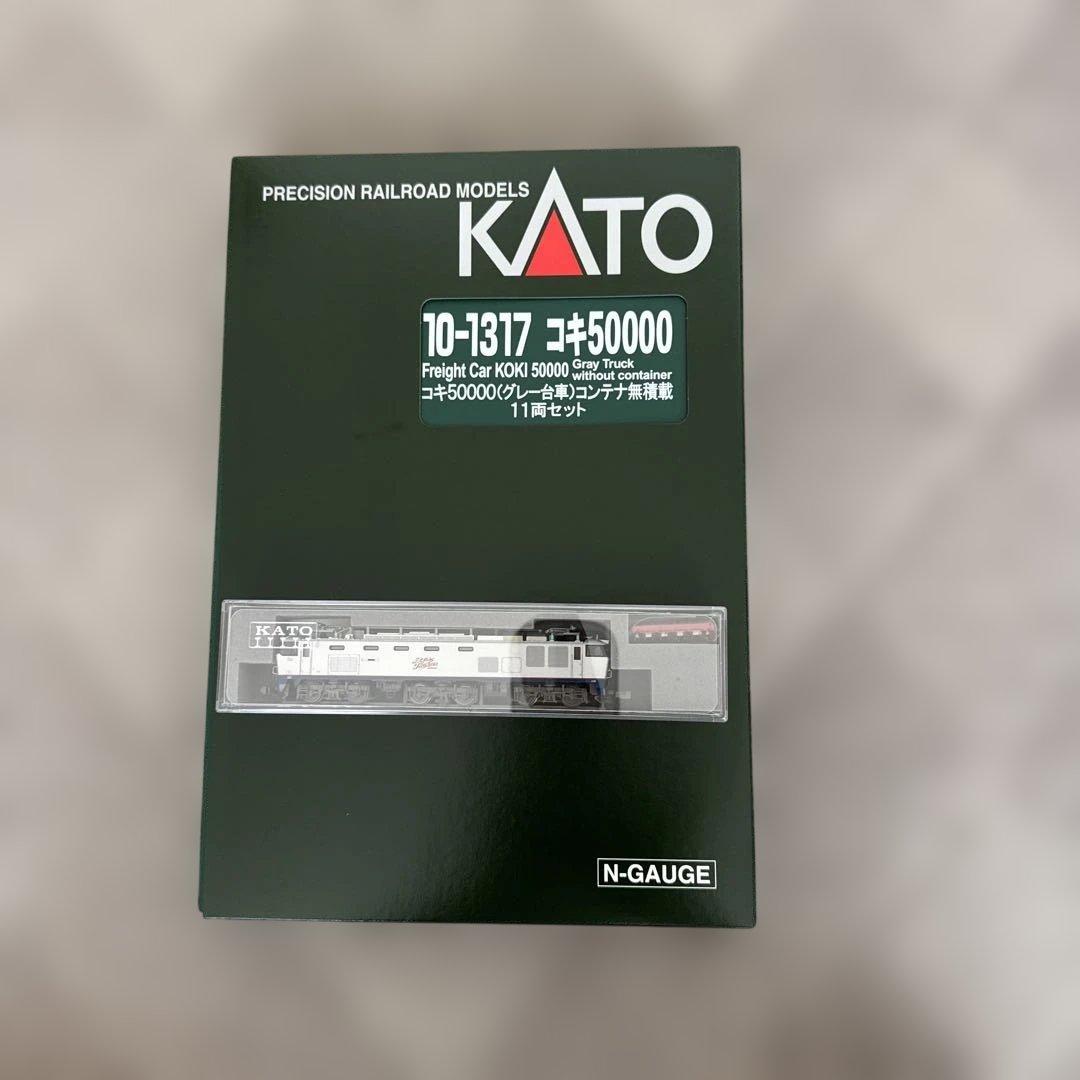 PRECISION RAILROAD MODELS
KATO
10-1317 コキ50000
Freight Car KOKI 50000 Gray Truck without container
コキ50000(グレー台車)コンテナ無積載
11両セット
KATO
N-GAUGE